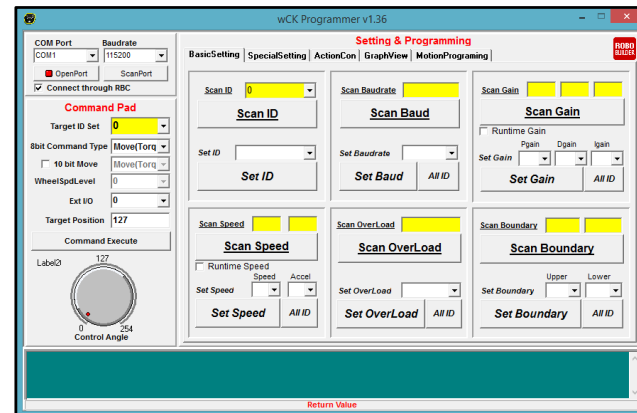 wCK Programmer v1.36
COM Port Baudrate
COM1 115200
OpenPort ScanPort
Connect through RBC
Command Pad
Target ID Set 0
8bit Command Type Move(Torq
10 bit Move Move(Torq
WheelSpdLevel 0
Ext I/O 0
Target Position 127
Command Execute
Label21 127
0 254
Control Angle
Setting & Programming
ROBO
BUILDER
BasicSetting SpecialSetting ActionCon GraphView MotionPrograming
Scan ID 0
Scan ID
Set ID
Set ID
Scan Baudrate
Scan Baud
Set Baudrate
Set Baud All ID
Scan Gain
Scan Gain
Runtime Gain
Pgain Dgain Igain
Set Gain
Set Gain All ID
Scan Speed
Scan Speed
Runtime Speed
Speed Accel
Set Speed
Set Speed All ID
Scan OverLoad
Scan OverLoad
Set OverLoad
Set OverLoad All ID
Scan Boundary
Scan Boundary
Upper Lower
Set Boundary
Set Boundary All ID
Return Value